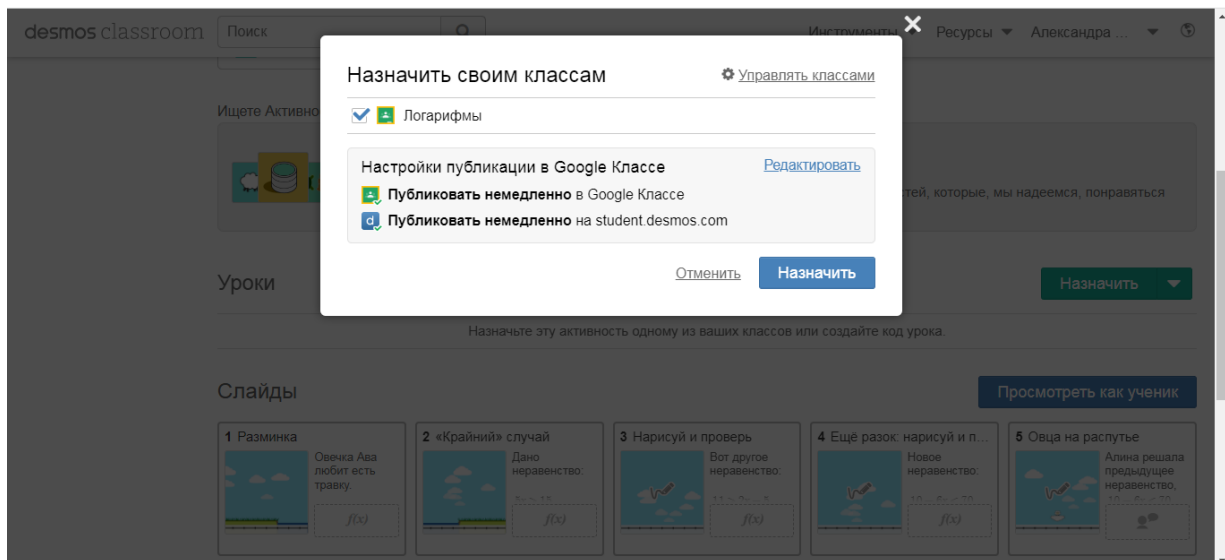 desmos classroom
Поиск
Инструменты
Ресурсы
Александра ...
Назначить своим классам
Управлять классами
Логарифмы
Настройки публикации в Google Классе
Редактировать
Публиковать немедленно в Google Классе
Публиковать немедленно на student.desmos.com
Отменить
Назначить
Ищете Активно
тей, которые, мы надеемся, понравяться
Уроки
Назначить
Назначьте эту активность одному из ваших классов или создайте код урока.
Слайды
Просмотреть как ученик
1 Разминка
Овечка Ава
любит есть
травку.
f(x)
2 «Крайний» случай
Дано
неравенство:
f(x)
3 Нарисуй и проверь
Вот другое
неравенство:
f(x)
4 Ещё разок: нарисуй и п...
Новое
неравенство:
f(x)
5 Овца на распутье
Алина решала
предыдущее
неравенство,